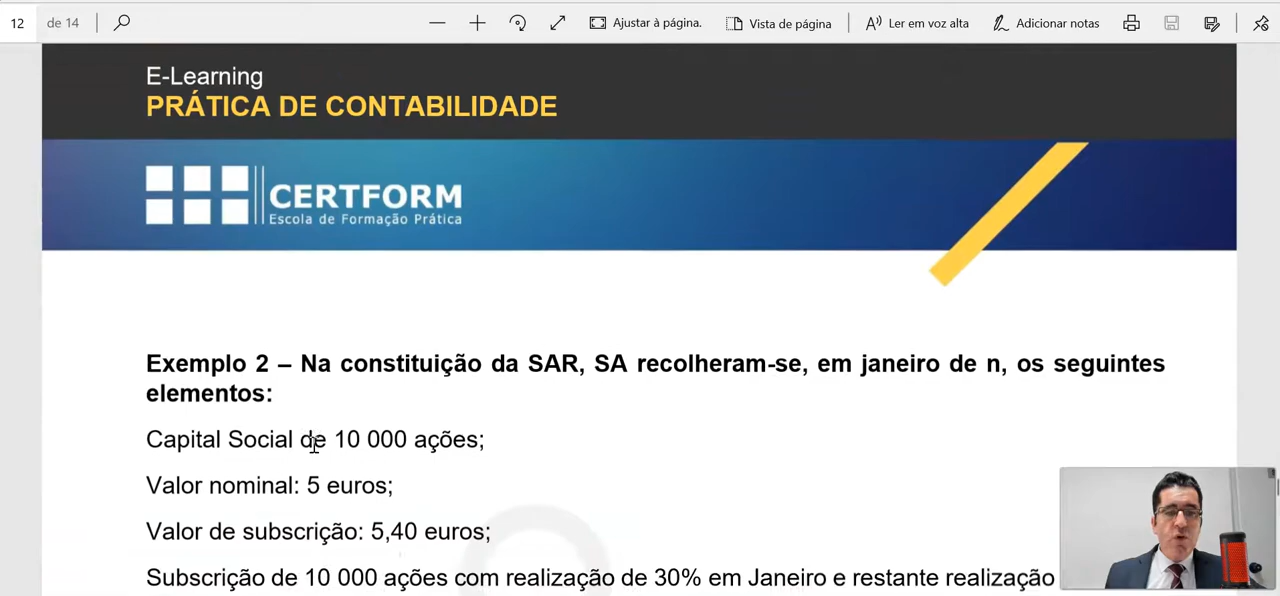 12 de 14 Ajustar à página. Vista de página Ler em voz alta Adicionar notas
E-Learning
PRÁTICA DE CONTABILIDADE
CERTFORM
Escola de Formação Prática
Exemplo 2 – Na constituição da SAR, SA recolheram-se, em janeiro de n, os seguintes
elementos:
Capital Social de 10 000 ações;
Valor nominal: 5 euros;
Valor de subscrição: 5,40 euros;
Subscrição de 10 000 ações com realização de 30% em Janeiro e restante realização